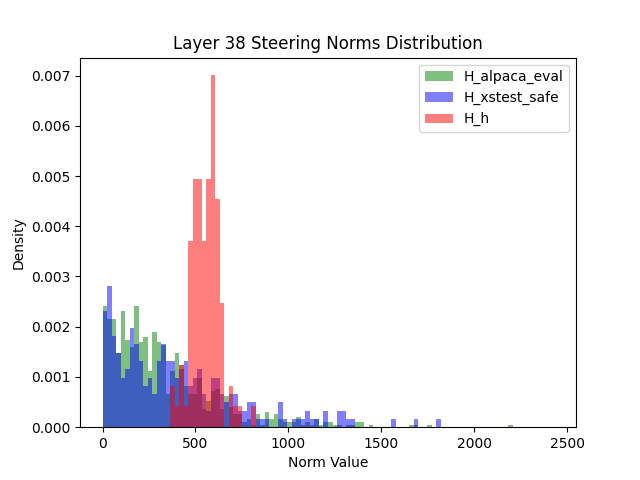 Layer 38 Steering Norms Distribution
H_alpaca_eval
H_xstest_safe
H_h
0.007
0.006
0.005
0.004
0.003
0.002
0.001
0.000
Density
0
500
1000
1500
2000
2500
Norm Value